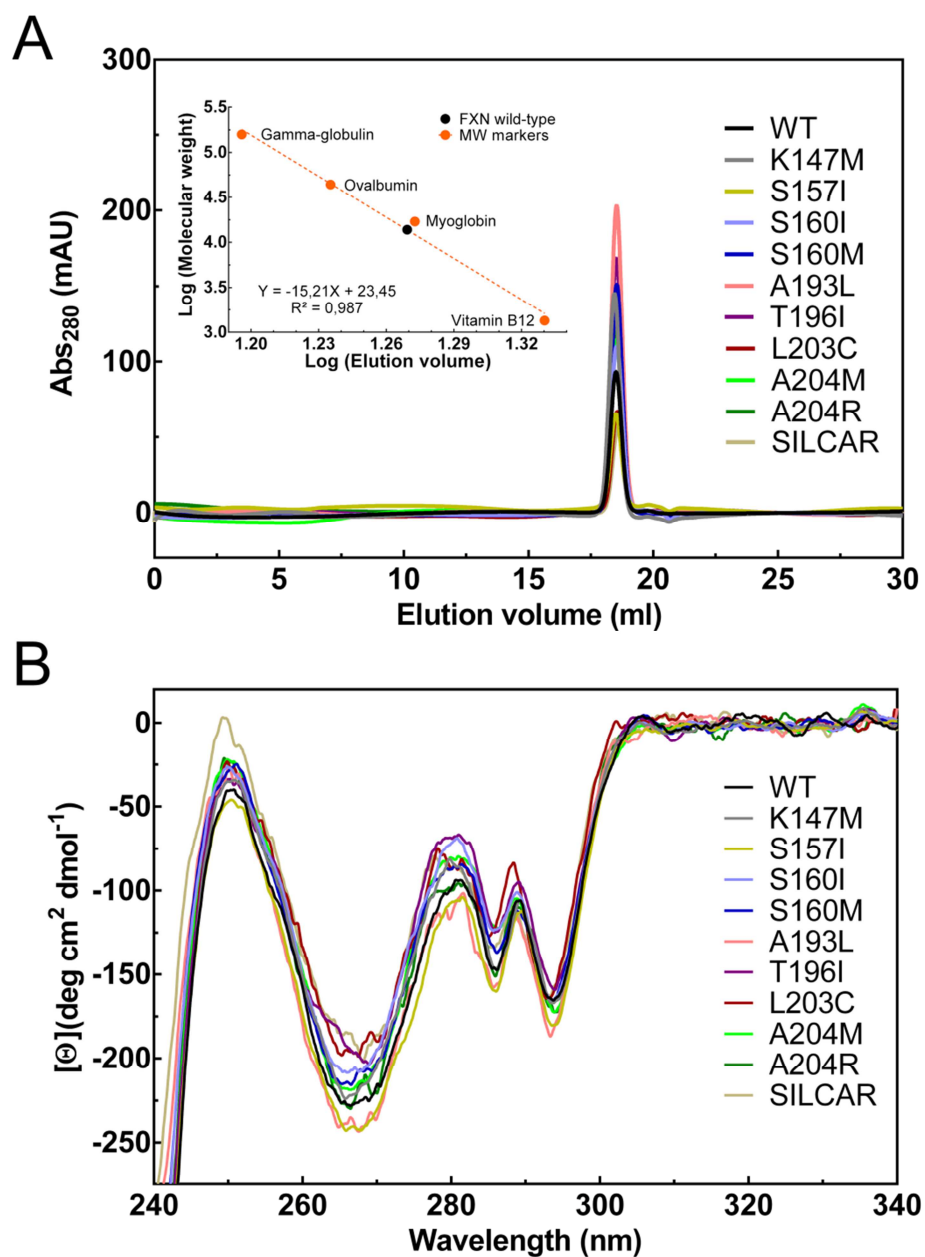 A
300
200
100
0
Abs280 (mAU)
0
5
10
15
20
25
30
Elution volume (ml)
5.5
5.0
4.5
4.0
3.5
3.0
Log (Molecular weight)
1.20
1.23
1.26
1.29
1.32
Log (Elution volume)
FXN wild-type
MW markers
Gamma-globulin
Ovalbumin
Myoglobin
Vitamin B12
Y = -15,21X + 23,45
R² = 0,987
WT
K147M
S157I
S160I
S160M
A193L
T196I
L203C
A204M
A204R
SILCAR
B
0
-50
-100
-150
-200
-250
[Θ](deg cm² dmol⁻¹)
240
260
280
300
320
340
Wavelength (nm)
WT
K147M
S157I
S160I
S160M
A193L
T196I
L203C
A204M
A204R
SILCAR